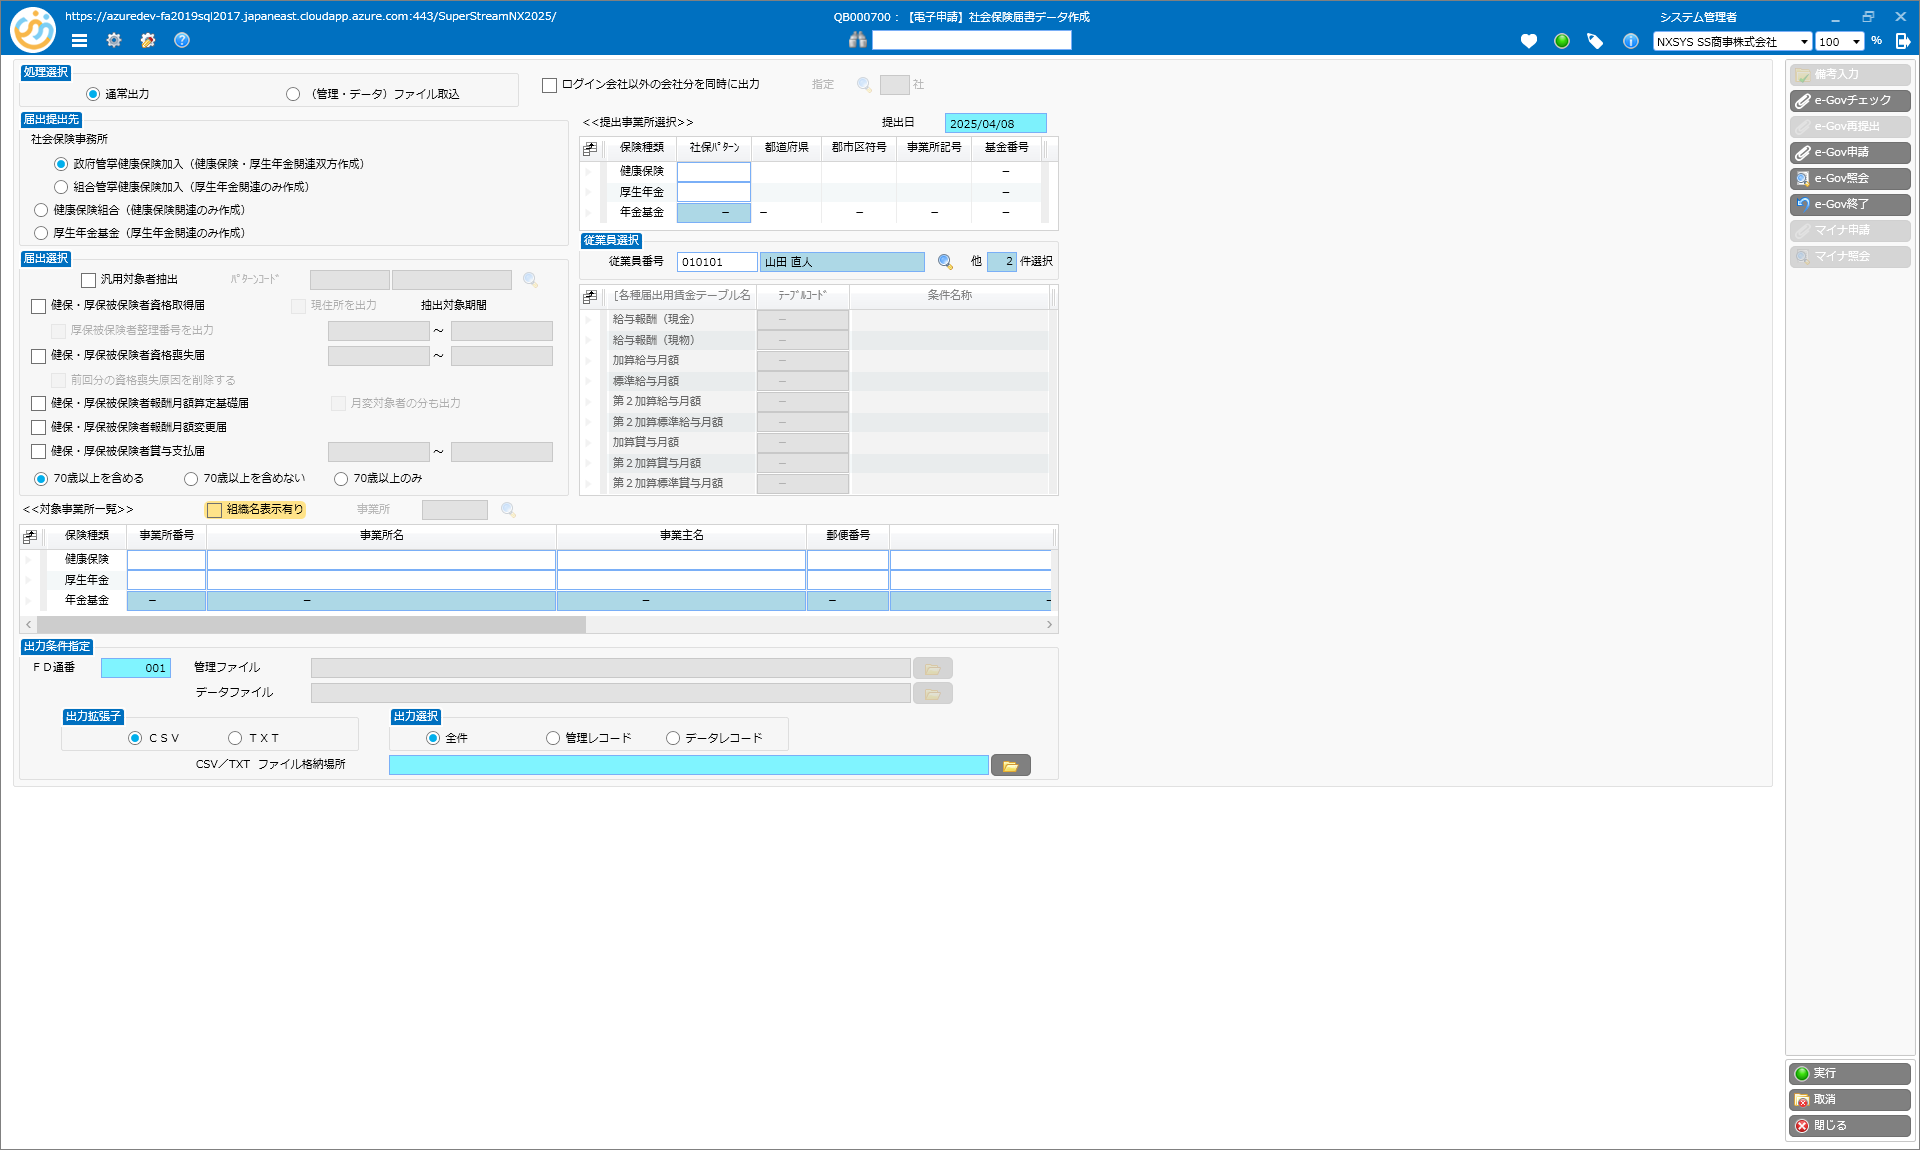 https://azuredev-fa2019sql2017.japaneast.cloudapp.azure.com:443/SuperStreamNX2025/
QB000700 : 【電子申請】社会保険届書データ作成
システム管理者
NXSYS SS商事株式会社
100
%
処理選択
通常出力
（管理・データ）ファイル取込
ログイン会社以外の会社分を同時に出力
指定
社
届出提出先
社会保険事務所
政府管掌健康保険加入（健康保険・厚生年金関連双方作成）
組合管掌健康保険加入（厚生年金関連のみ作成）
健康保険組合（健康保険関連のみ作成）
厚生年金基金（厚生年金関連のみ作成）
<<提出事業所選択>>
提出日
2025/04/08
保険種類 社保ﾊﾟﾀｰﾝ 都道府県 郡市区符号 事業所記号 基金番号
健康保険 －
厚生年金 －
年金基金 － － － － －
従業員選択
従業員番号 010101 山田 直人 他 2 件選択
届出選択
汎用対象者抽出 ﾊﾟﾀｰﾝｺｰﾄﾞ
健保・厚保被保険者資格取得届 現住所を出力 抽出対象期間
厚保被保険者整理番号を出力 ～
健保・厚保被保険者資格喪失届 ～
前回分の資格喪失原因を削除する
健保・厚保被保険者報酬月額算定基礎届 月変対象者の分も出力
健保・厚保被保険者報酬月額変更届
健保・厚保被保険者賞与支払届 ～
70歳以上を含める 70歳以上を含めない 70歳以上のみ
[各種届出用賃金テーブル名 ﾃｰﾌﾞﾙｺｰﾄﾞ 条件名称
給与報酬（現金） －
給与報酬（現物） －
加算給与月額 －
標準給与月額 －
第２加算給与月額 －
第２加算標準給与月額 －
加算賞与月額 －
第２加算賞与月額 －
第２加算標準賞与月額 －
<<対象事業所一覧>> 組織名表示有り 事業所
保険種類 事業所番号 事業所名 事業主名 郵便番号
健康保険
厚生年金
年金基金 － － － － －
出力条件指定
ＦＤ通番 001 管理ファイル
データファイル
出力拡張子
ＣＳＶ ＴＸＴ
出力選択
全件 管理レコード データレコード
CSV／TXT ファイル格納場所
備考入力
e-Govチェック
e-Gov再提出
e-Gov申請
e-Gov照会
e-Gov終了
マイナ申請
マイナ照会
実行
取消
閉じる